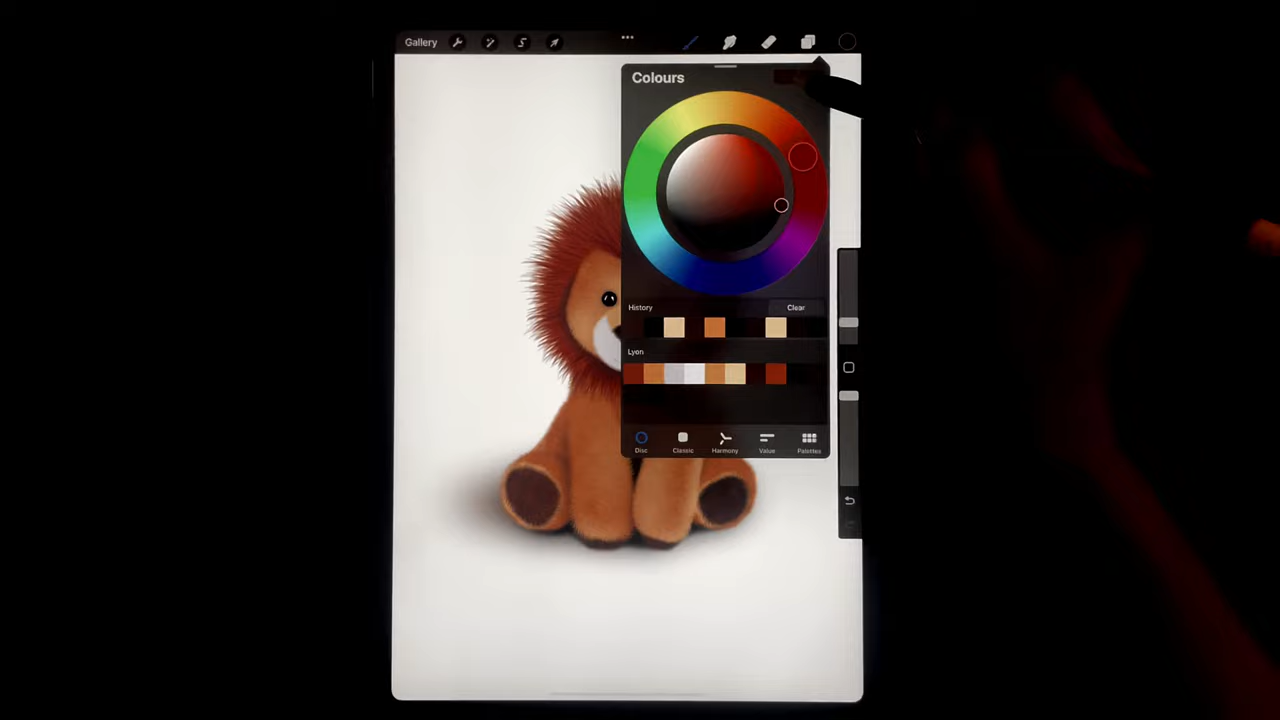 Gallery
Colours
History Clear
Lyon
Disc Classic Harmony Value Palettes